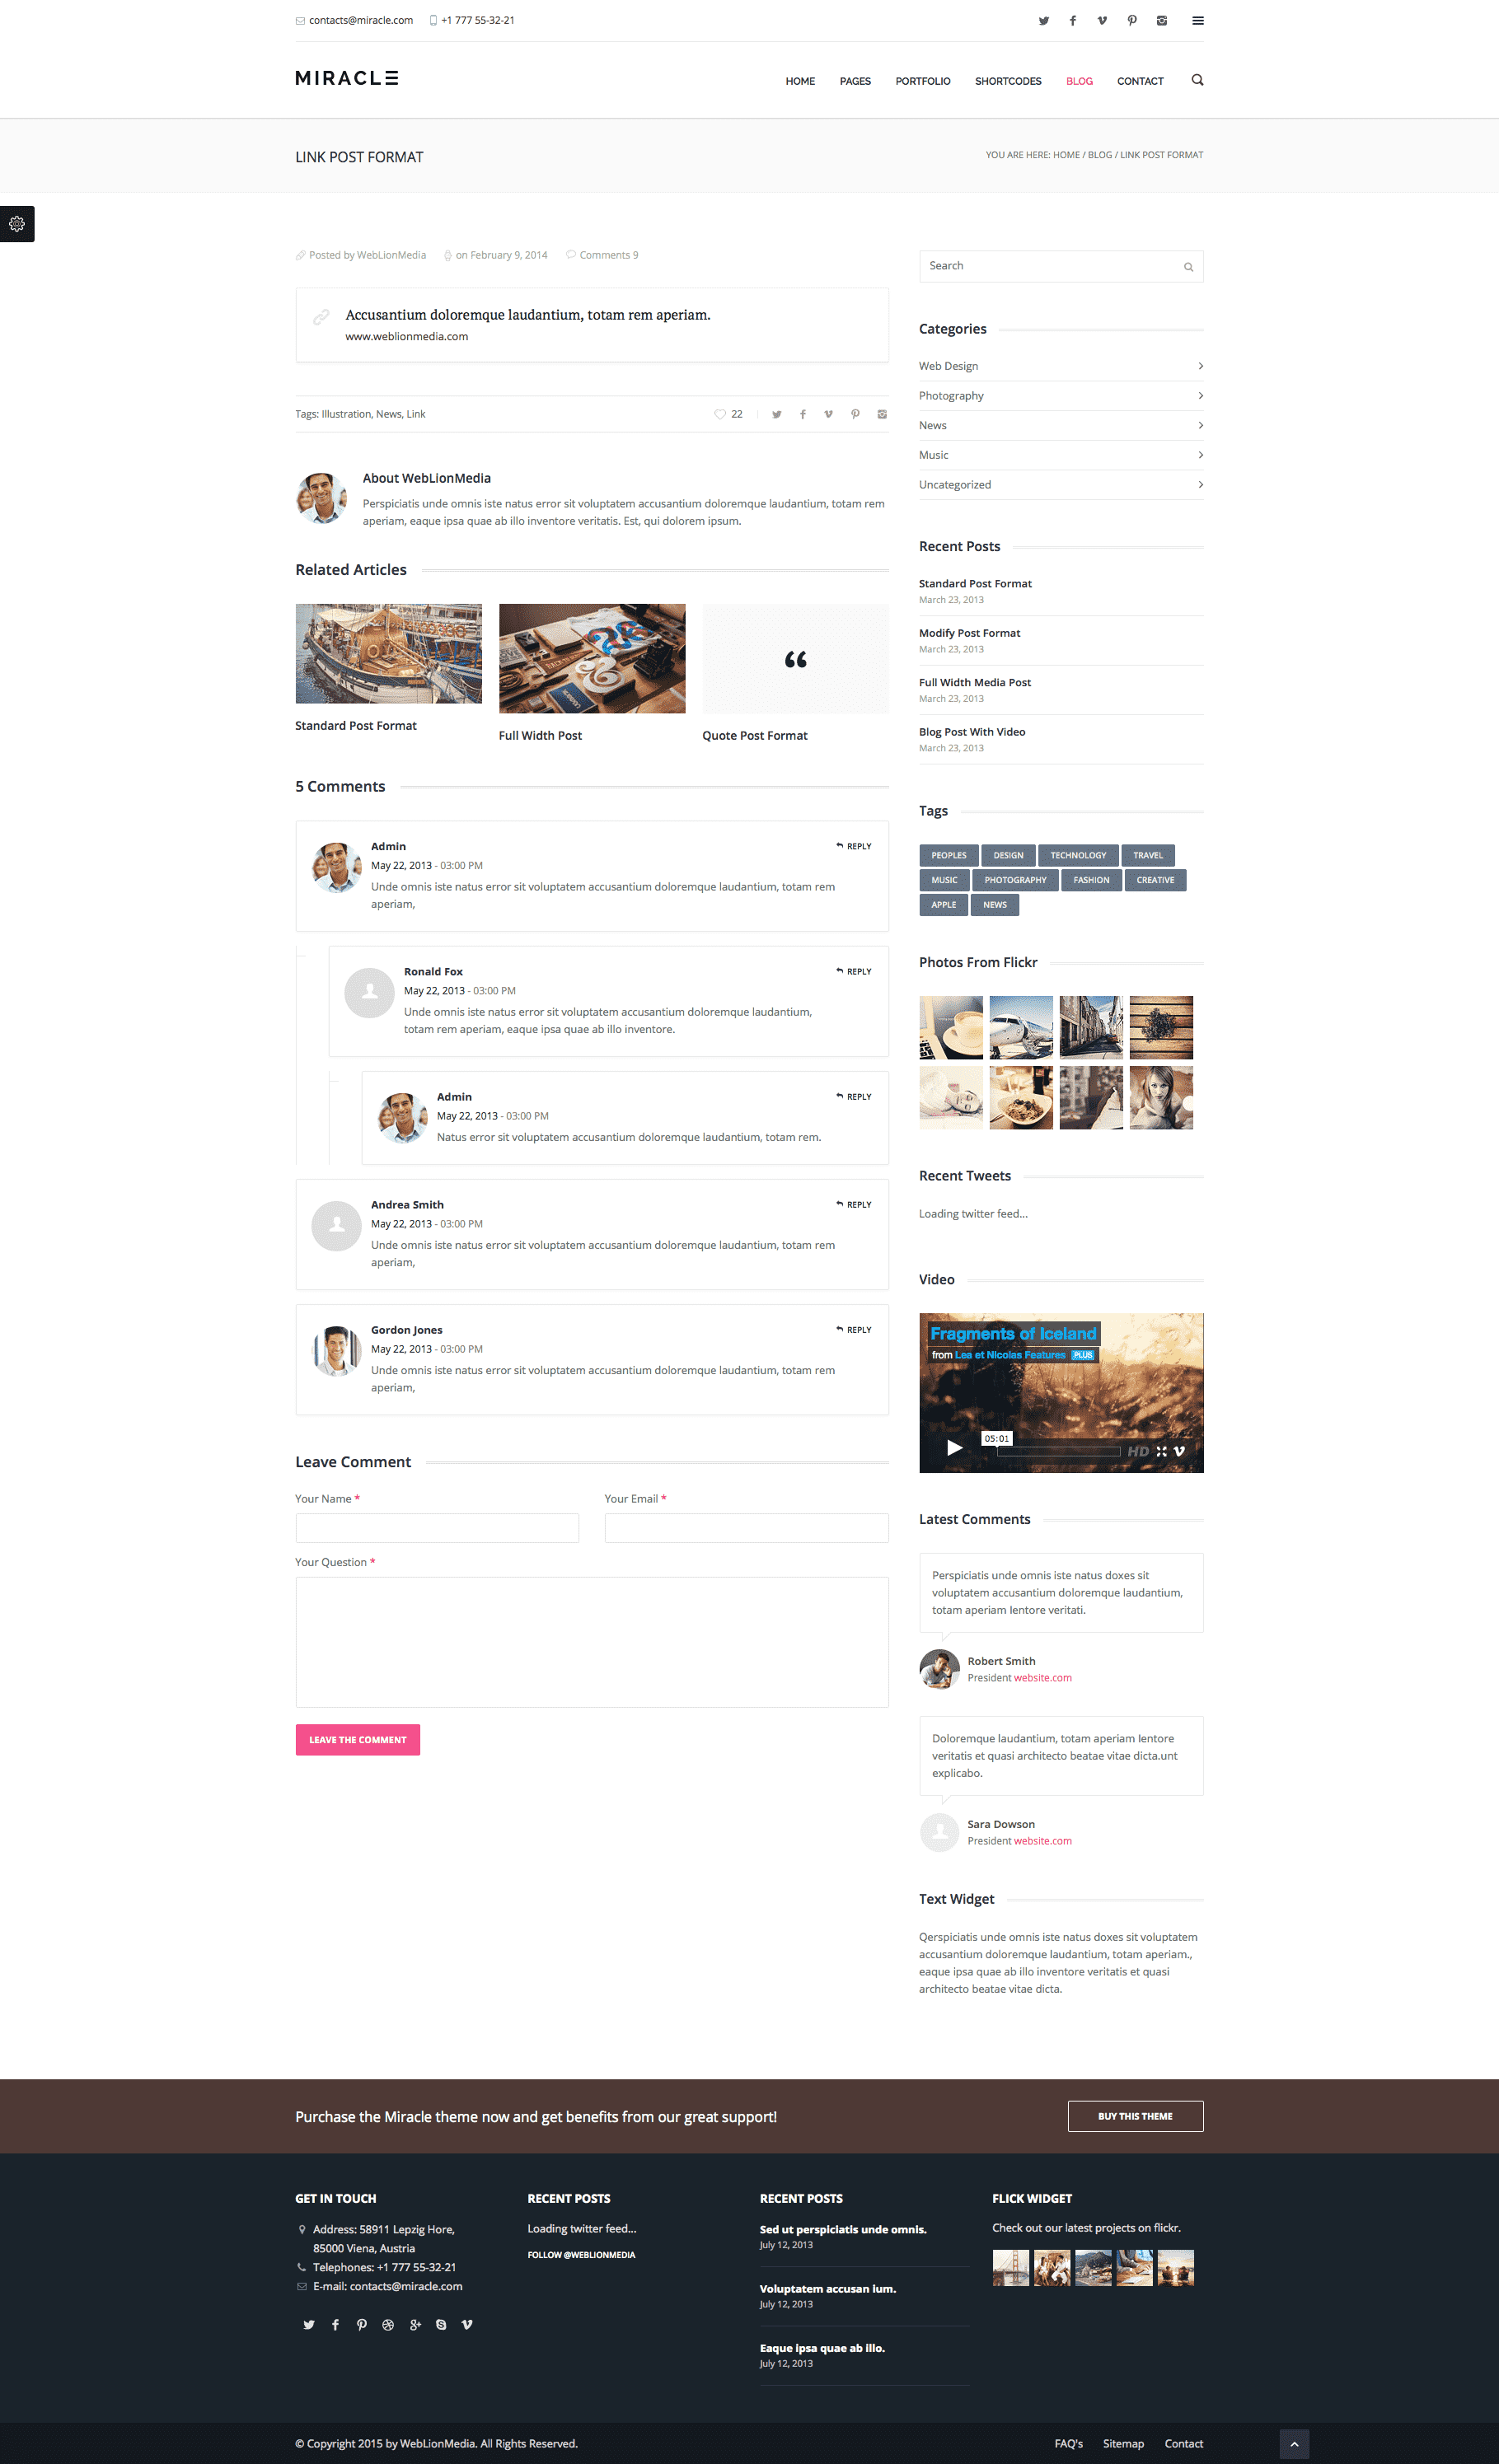 contacts@miracle.com +1 777 55-32-21
MIRACLE
HOME PAGES PORTFOLIO SHORTCODES BLOG CONTACT
LINK POST FORMAT
YOU ARE HERE: HOME / BLOG / LINK POST FORMAT
Posted by WebLionMedia on February 9, 2014 Comments 9
Accusantium doloremque laudantium, totam rem aperiam.
www.weblionmedia.com
Tags: Illustration, News, Link
22
About WebLionMedia
Perspiciatis unde omnis iste natus error sit voluptatem accusantium doloremque laudantium, totam rem
aperiam, eaque ipsa quae ab illo inventore veritatis. Est, qui dolorem ipsum.
Related Articles
Standard Post Format
Full Width Post
Quote Post Format
5 Comments
Admin
REPLY
May 22, 2013 - 03:00 PM
Unde omnis iste natus error sit voluptatem accusantium doloremque laudantium, totam rem
aperiam,
Ronald Fox
REPLY
May 22, 2013 - 03:00 PM
Unde omnis iste natus error sit voluptatem accusantium doloremque laudantium,
totam rem aperiam, eaque ipsa quae ab illo inventore.
Admin
REPLY
May 22, 2013 - 03:00 PM
Natus error sit voluptatem accusantium doloremque laudantium, totam rem.
Andrea Smith
REPLY
May 22, 2013 - 03:00 PM
Unde omnis iste natus error sit voluptatem accusantium doloremque laudantium, totam rem
aperiam,
Gordon Jones
REPLY
May 22, 2013 - 03:00 PM
Unde omnis iste natus error sit voluptatem accusantium doloremque laudantium, totam rem
aperiam,
Leave Comment
Your Name * Your Email *
Your Question *
LEAVE THE COMMENT
Search
Categories
Web Design
Photography
News
Music
Uncategorized
Recent Posts
Standard Post Format
March 23, 2013
Modify Post Format
March 23, 2013
Full Width Media Post
March 23, 2013
Blog Post With Video
March 23, 2013
Tags
PEOPLES DESIGN TECHNOLOGY TRAVEL
MUSIC PHOTOGRAPHY FASHION CREATIVE
APPLE NEWS
Photos From Flickr
Recent Tweets
Loading twitter feed...
Video
Fragments of Iceland
from Lea et Nicolas Features PLUS
05:01
HD
Latest Comments
Perspiciatis unde omnis iste natus doxes sit
voluptatem accusantium doloremque laudantium,
totam aperiam lentore veritati.
Robert Smith
President website.com
Doloremque laudantium, totam aperiam lentore
veritatis et quasi architecto beatae vitae dicta.unt
explicabo.
Sara Dowson
President website.com
Text Widget
Qerspiciatis unde omnis iste natus doxes sit voluptatem
accusantium doloremque laudantium, totam aperiam.,
eaque ipsa quae ab illo inventore veritatis et quasi
architecto beatae vitae dicta.
Purchase the Miracle theme now and get benefits from our great support!
BUY THIS THEME
GET IN TOUCH
Address: 58911 Lepzig Hore,
85000 Viena, Austria
Telephones: +1 777 55-32-21
E-mail: contacts@miracle.com
RECENT POSTS
Loading twitter feed...
FOLLOW @WEBLIONMEDIA
RECENT POSTS
Sed ut perspiciatis unde omnis.
July 12, 2013
Voluptatem accusan ium.
July 12, 2013
Eaque ipsa quae ab illo.
July 12, 2013
FLICK WIDGET
Check out our latest projects on flickr.
© Copyright 2015 by WebLionMedia. All Rights Reserved.
FAQ's Sitemap Contact